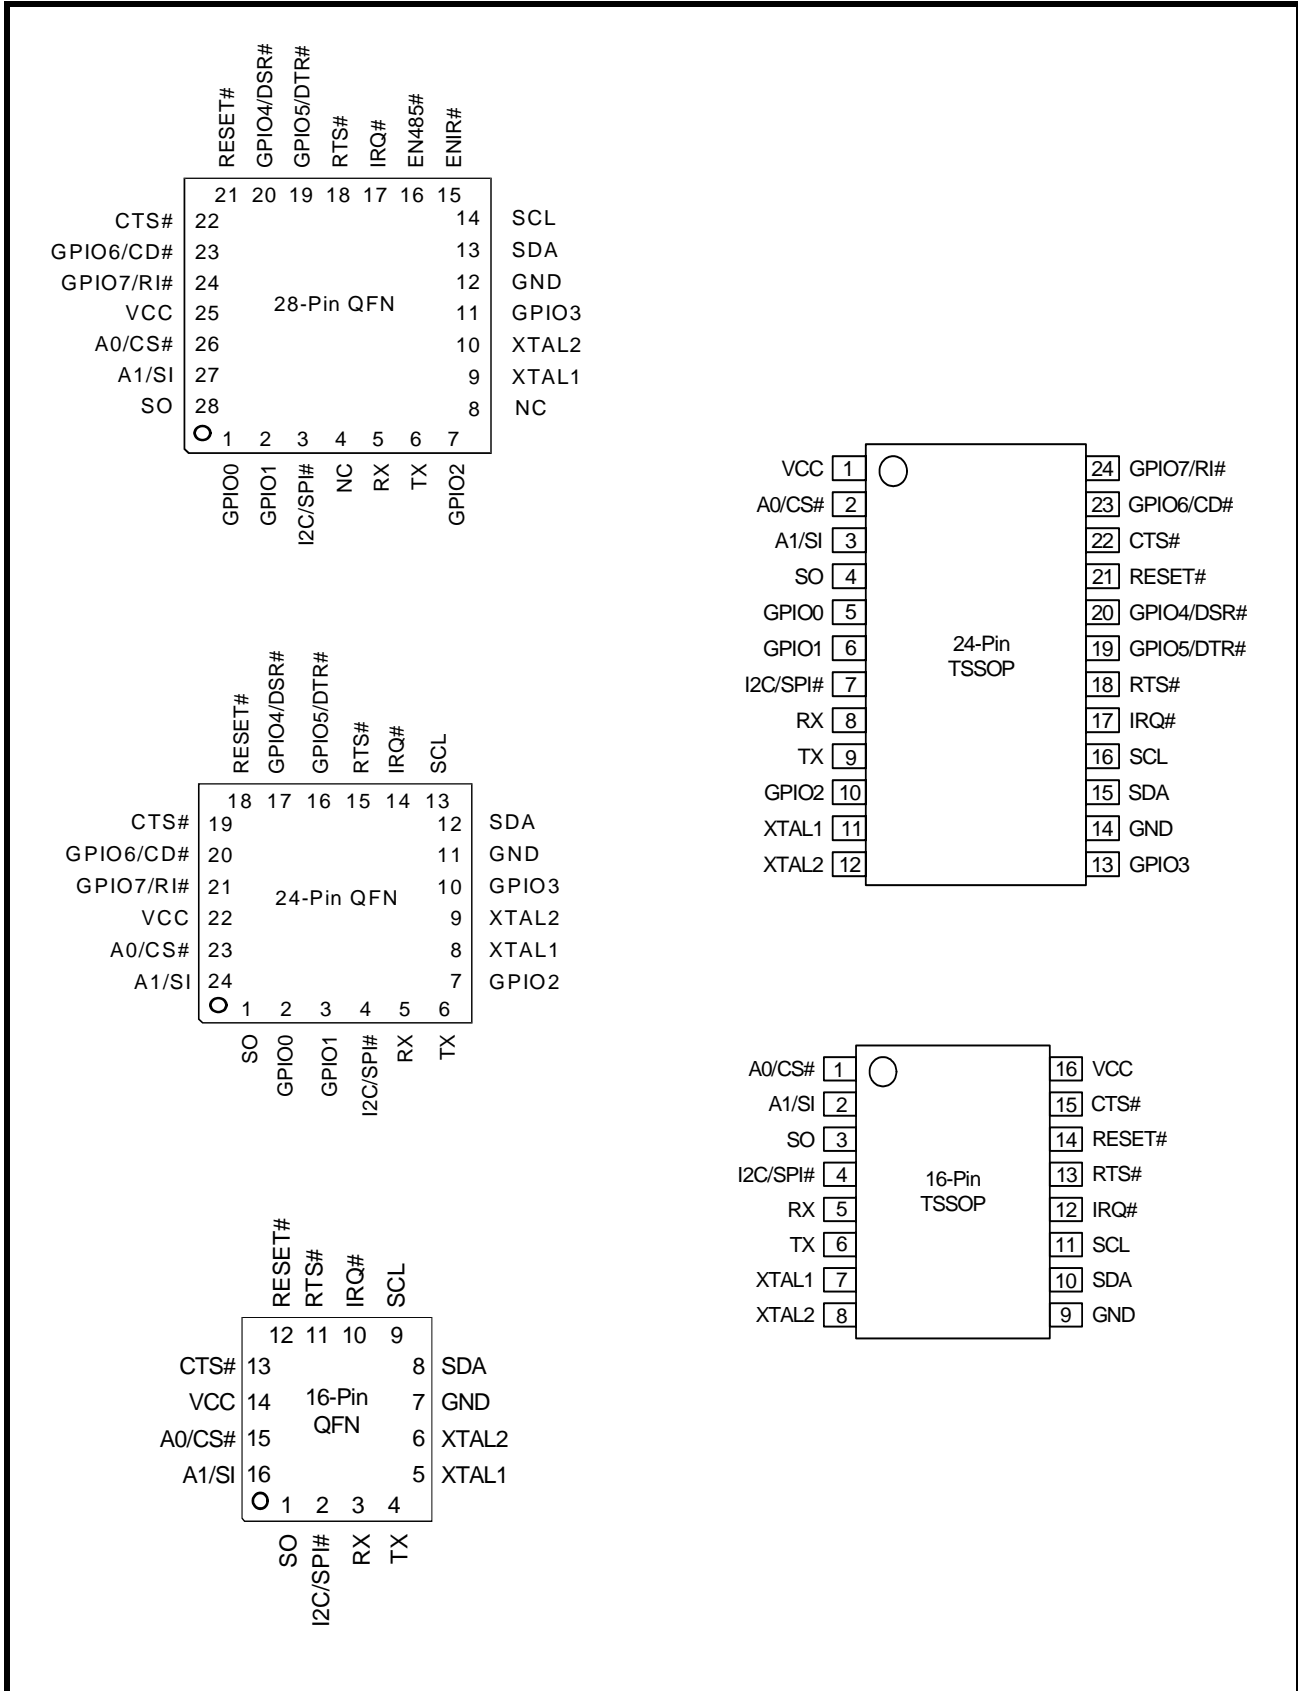 RESET#
GPIO4/DSR#
GPIO5/DTR#
RTS#
IRQ#
EN485#
ENIR#
21 20 19 18 17 16 15
CTS# 22 14 SCL
GPIO6/CD# 23 13 SDA
GPIO7/RI# 24 12 GND
VCC 25 28-Pin QFN 11 GPIO3
A0/CS# 26 10 XTAL2
A1/SI 27 9 XTAL1
SO 28 8 NC
1 2 3 4 5 6 7
GPIO0
GPIO1
I2C/SPI#
NC
RX
TX
GPIO2
VCC 1 24 GPIO7/RI#
A0/CS# 2 23 GPIO6/CD#
A1/SI 3 22 CTS#
SO 4 21 RESET#
GPIO0 5 20 GPIO4/DSR#
GPIO1 6 24-Pin 19 GPIO5/DTR#
TSSOP
I2C/SPI# 7 18 RTS#
RX 8 17 IRQ#
TX 9 16 SCL
GPIO2 10 15 SDA
XTAL1 11 14 GND
XTAL2 12 13 GPIO3
RESET#
GPIO4/DSR#
GPIO5/DTR#
RTS#
IRQ#
SCL
18 17 16 15 14 13
CTS# 19 12 SDA
GPIO6/CD# 20 11 GND
GPIO7/RI# 21 10 GPIO3
24-Pin QFN
VCC 22 9 XTAL2
A0/CS# 23 8 XTAL1
A1/SI 24 7 GPIO2
1 2 3 4 5 6
SO
GPIO0
GPIO1
I2C/SPI#
RX
TX
A0/CS# 1 16 VCC
A1/SI 2 15 CTS#
SO 3 14 RESET#
I2C/SPI# 4 16-Pin 13 RTS#
TSSOP
RX 5 12 IRQ#
TX 6 11 SCL
XTAL1 7 10 SDA
XTAL2 8 9 GND
RESET#
RTS#
IRQ#
SCL
12 11 10 9
CTS# 13 8 SDA
VCC 14 16-Pin 7 GND
QFN
A0/CS# 15 6 XTAL2
A1/SI 16 5 XTAL1
1 2 3 4
SO
I2C/SPI#
RX
TX